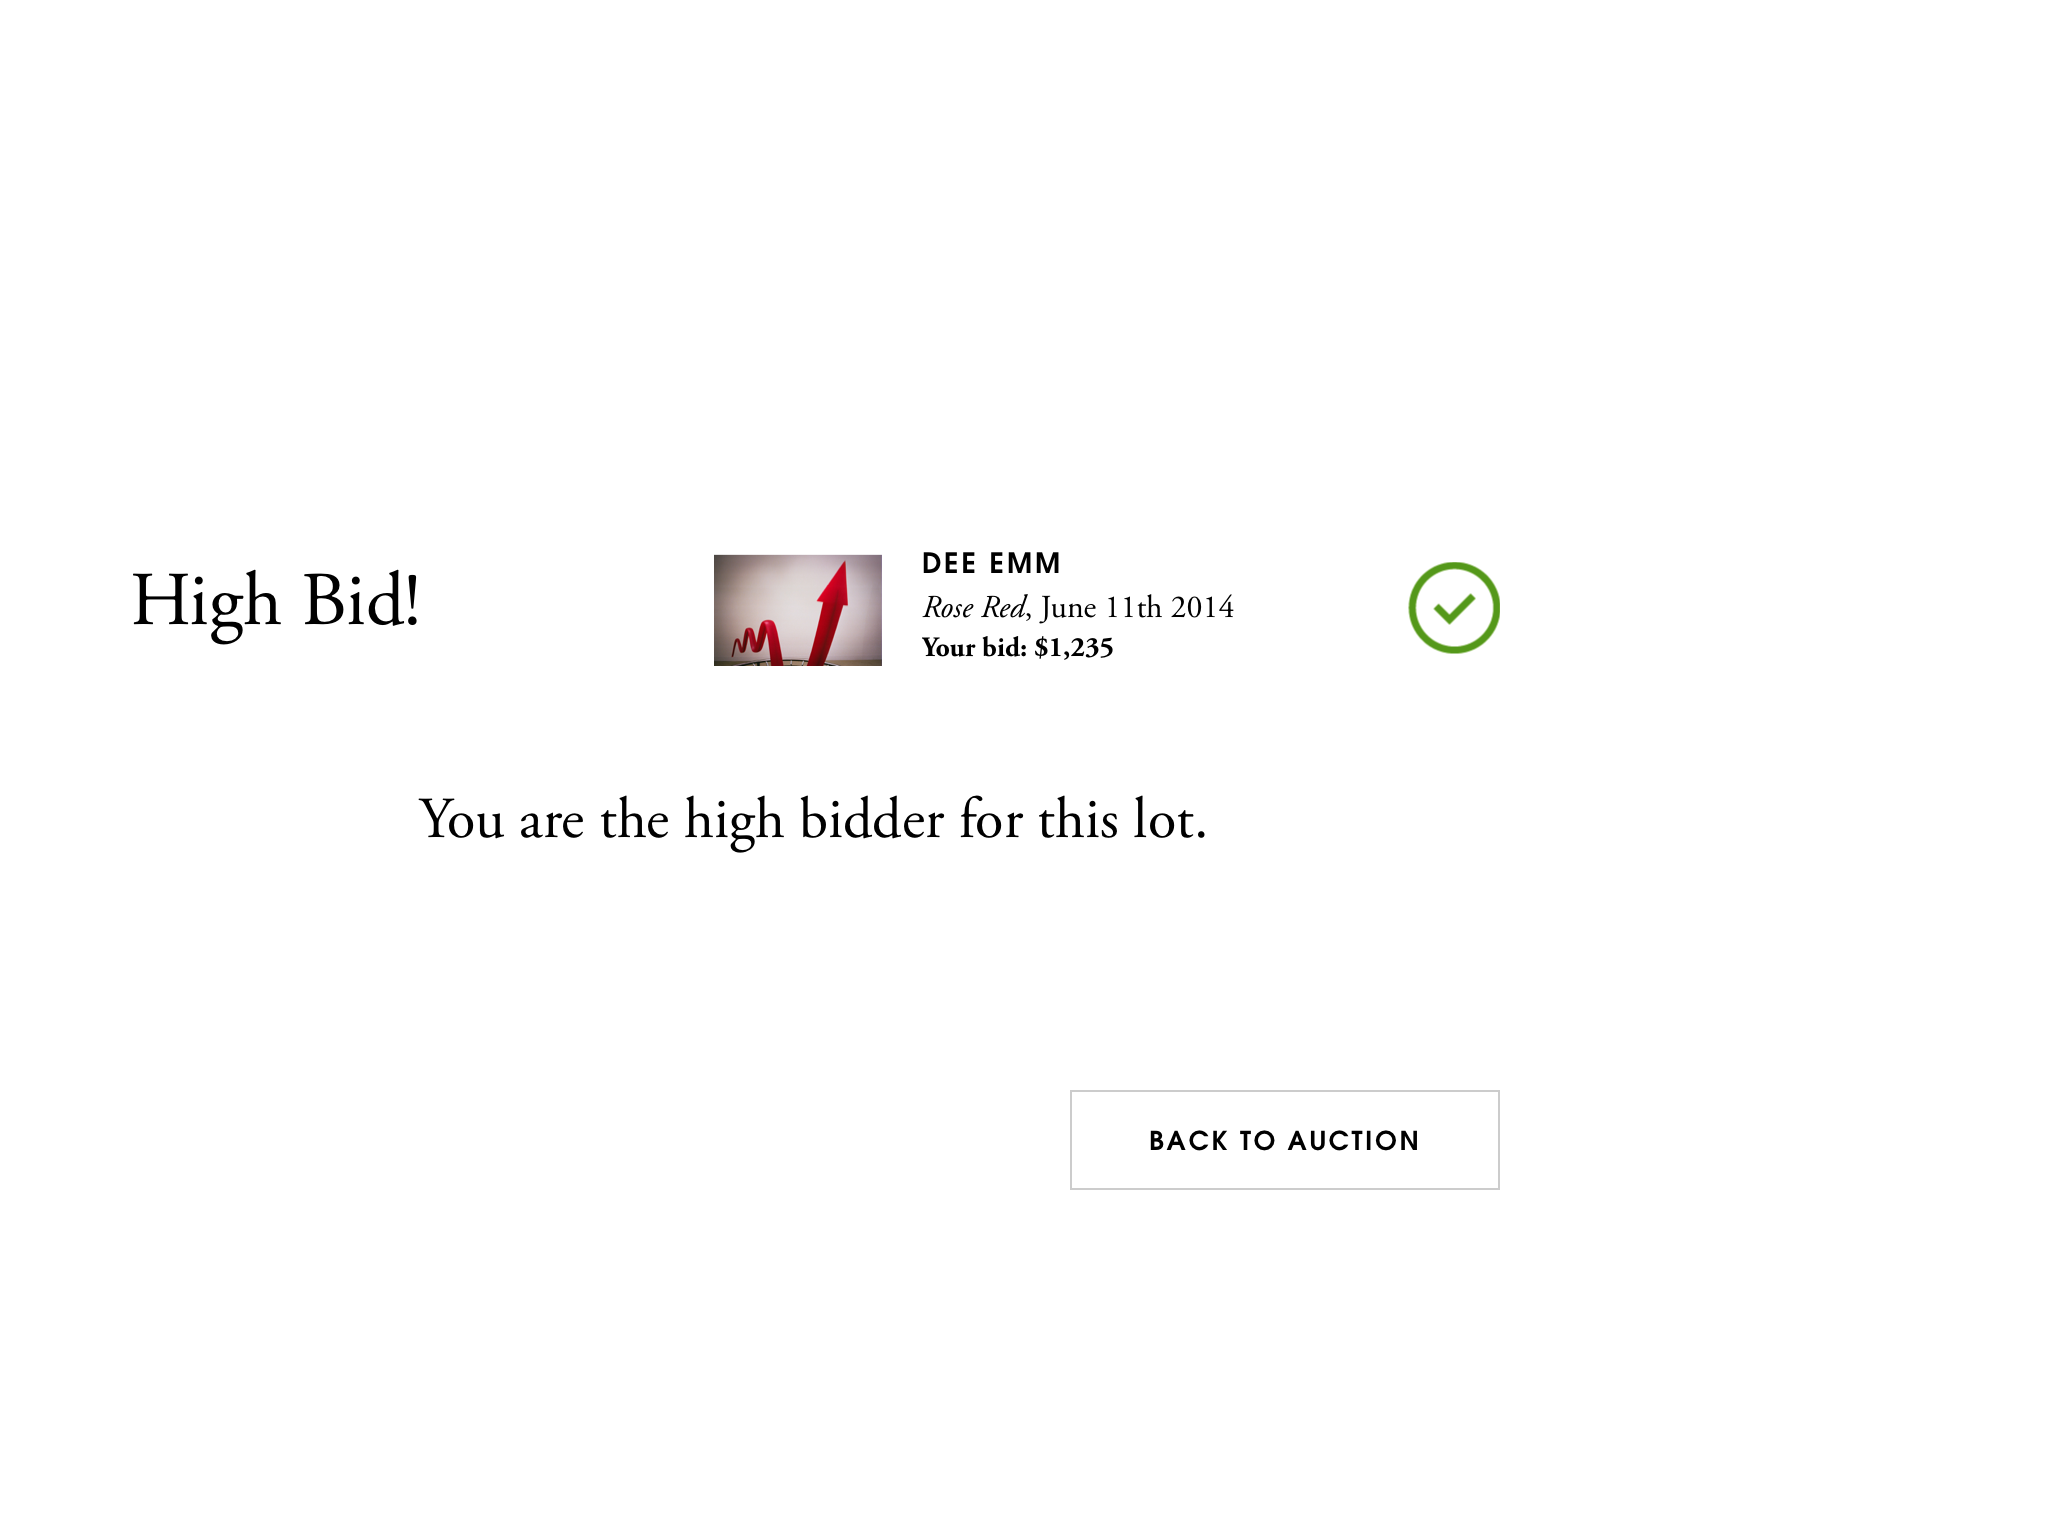 High Bid!
DEE EMM
Rose Red, June 11th 2014
Your bid: $1,235
You are the high bidder for this lot.
BACK TO AUCTION